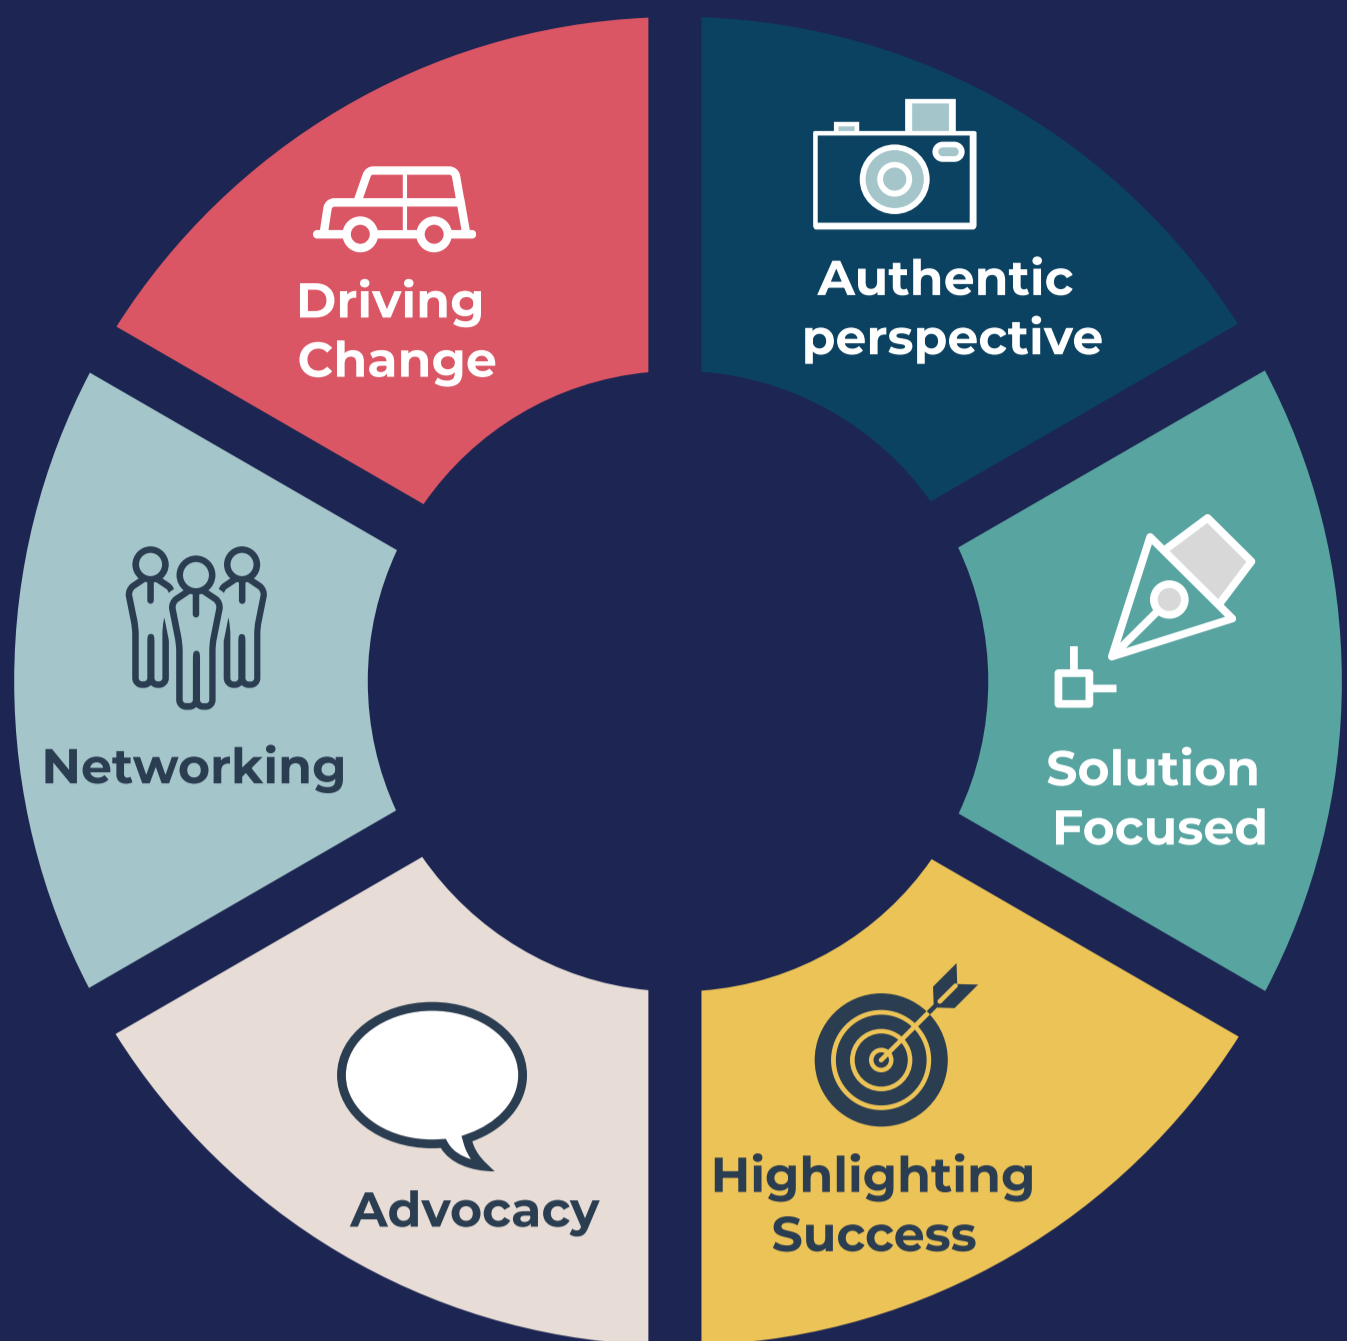 Driving
Change
Authentic
perspective
Solution
Focused
Highlighting
Success
Advocacy
Networking